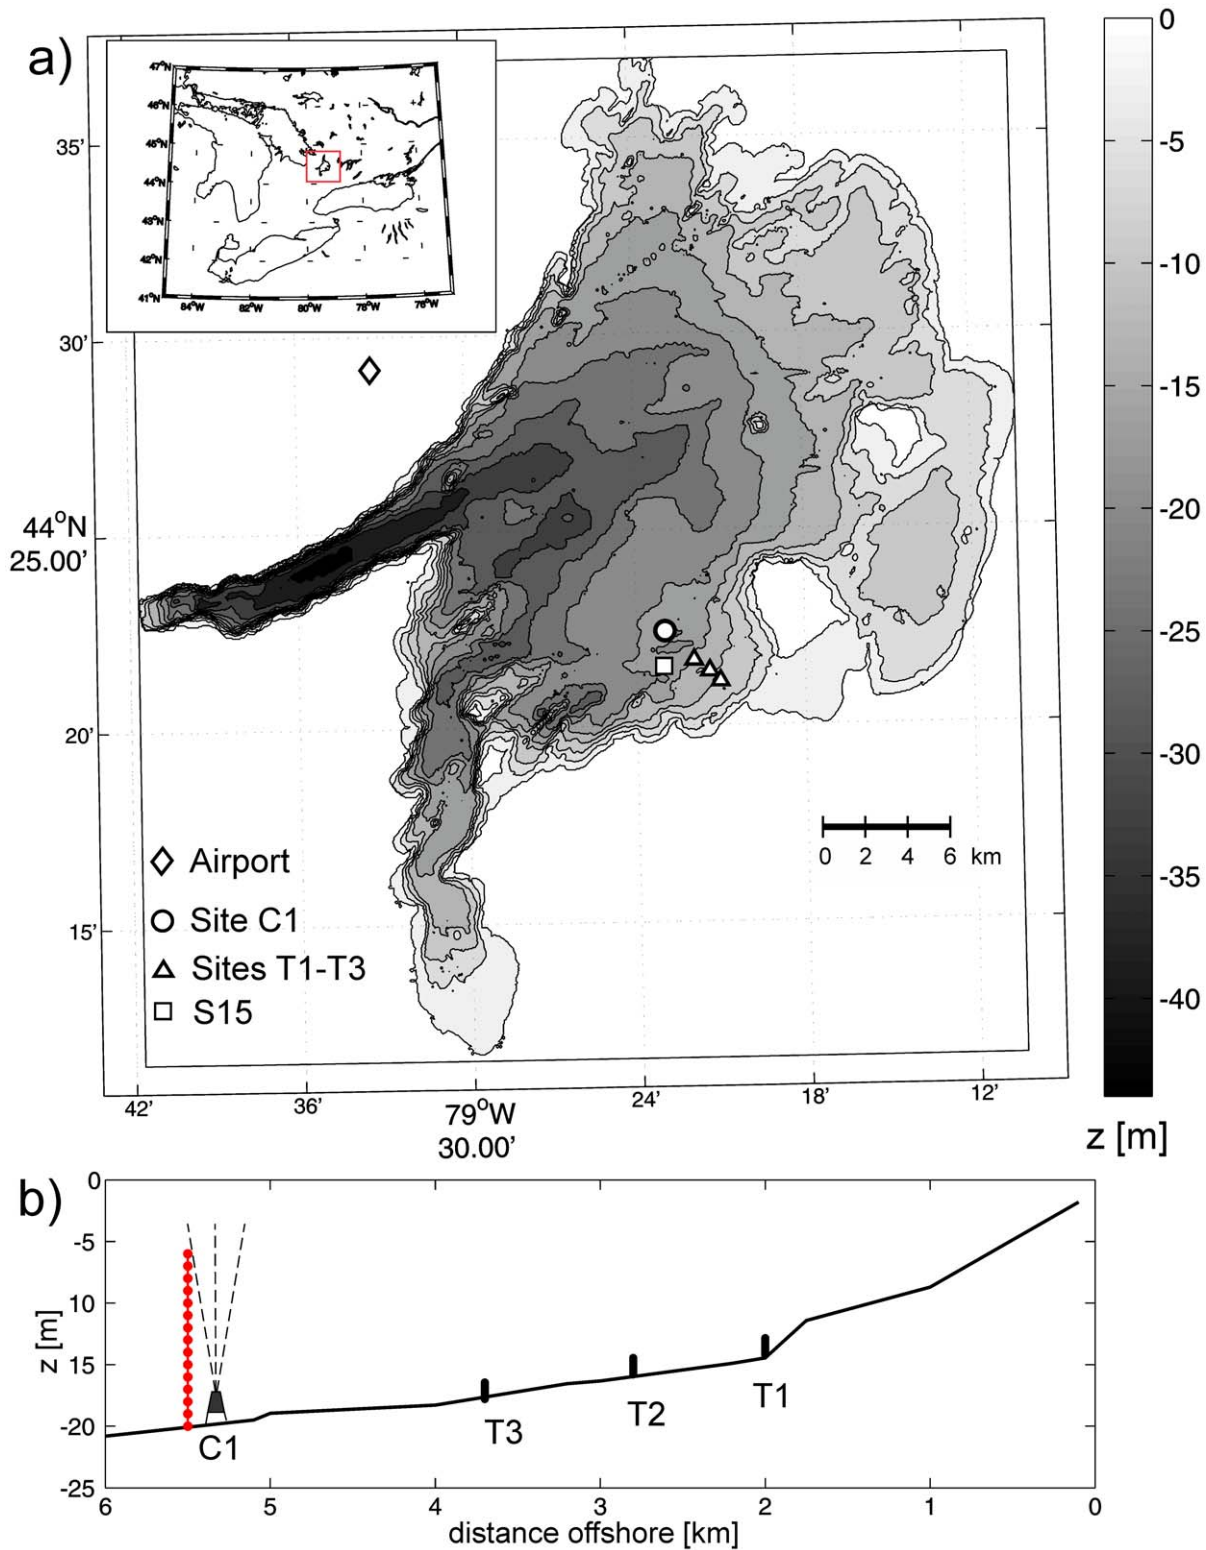 a)
47°N
46°N
45°N
44°N
43°N
42°N
41°N
84°W 82°W 80°W 78°W 76°W
35'
30'
44°N
25.00'
20'
15'
42' 36' 79°W 24' 18' 12'
30.00'
Airport
Site C1
Sites T1-T3
S15
0 2 4 6 km
0
-5
-10
-15
-20
-25
-30
-35
-40
z [m]
b)
0
-5
10
15
-20
-25
z [m]
C1
T3
T2
T1
6 5 4 3 2 1 0
distance offshore [km]